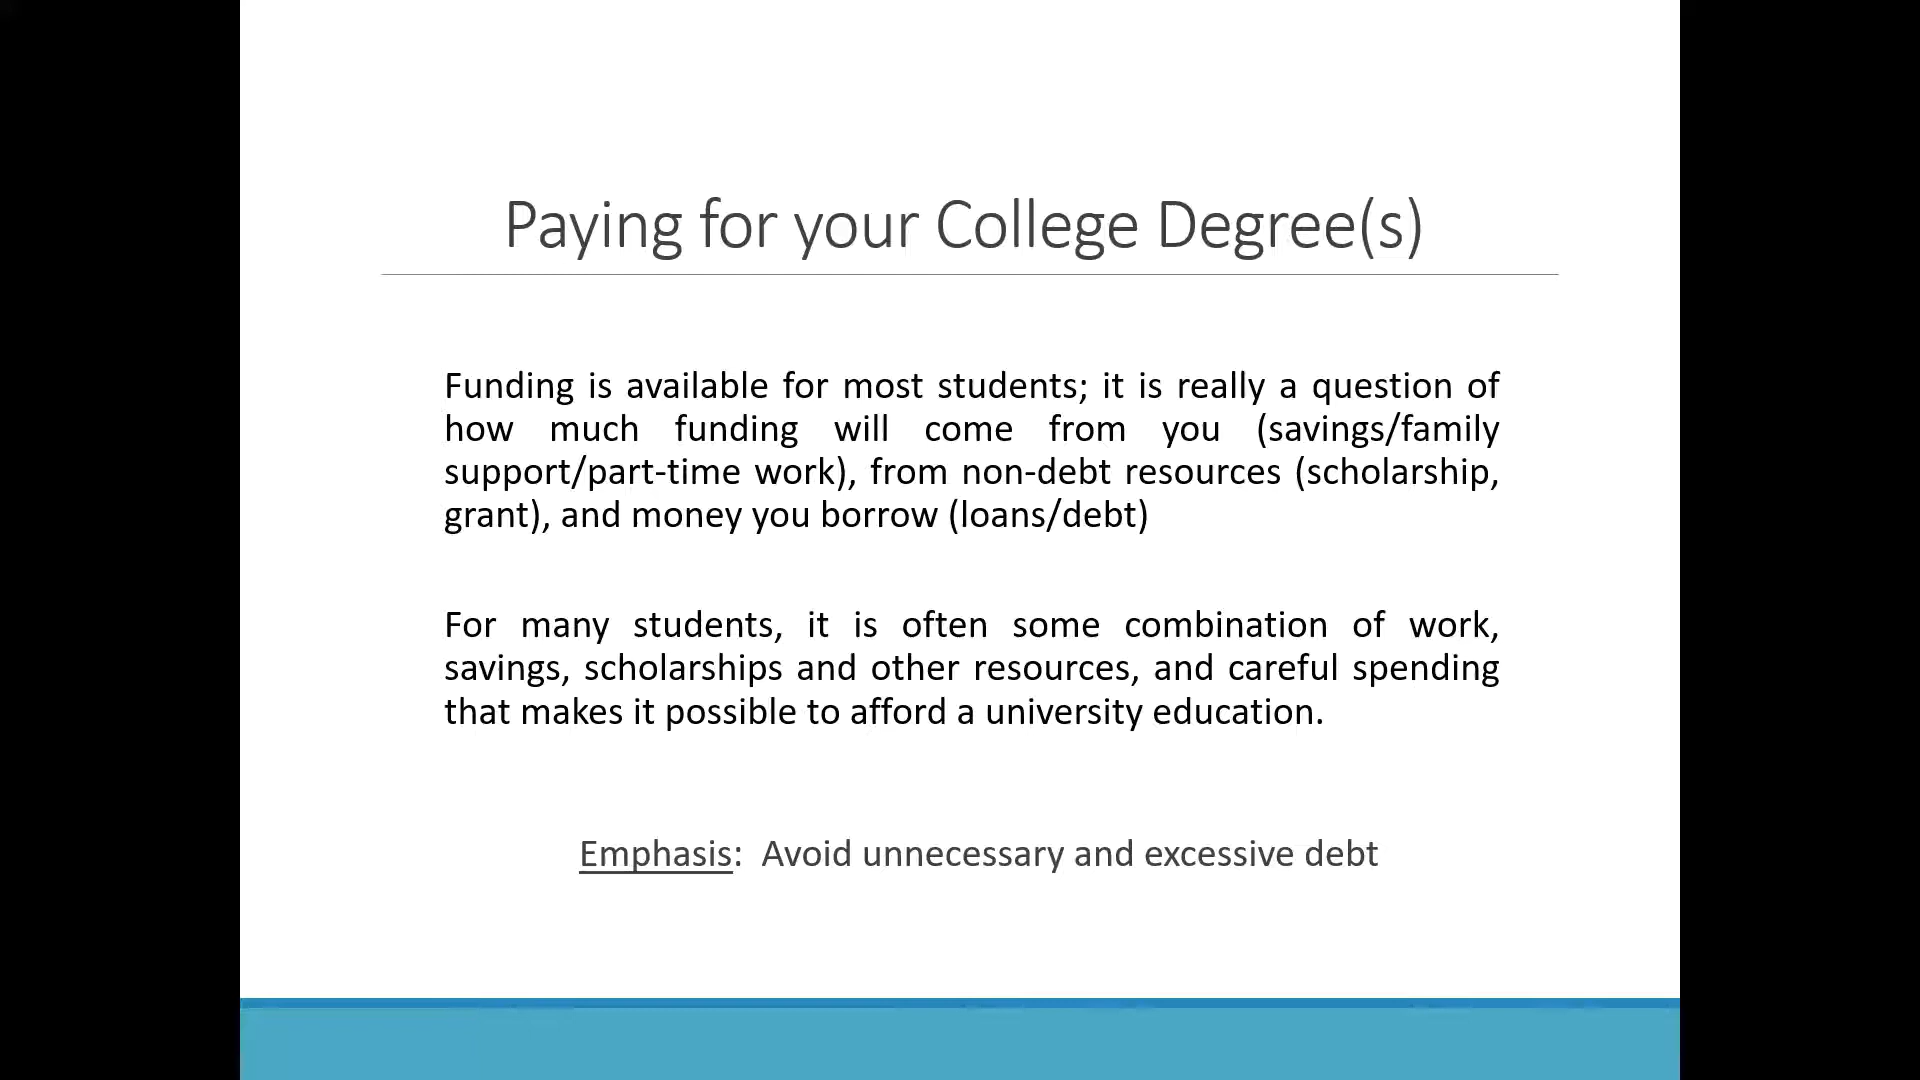 Paying for your College Degree(s)
Funding is available for most students; it is really a question of
how much funding will come from you (savings/family
support/part-time work), from non-debt resources (scholarship,
grant), and money you borrow (loans/debt)
For many students, it is often some combination of work,
savings, scholarships and other resources, and careful spending
that makes it possible to afford a university education.
Emphasis:  Avoid unnecessary and excessive debt